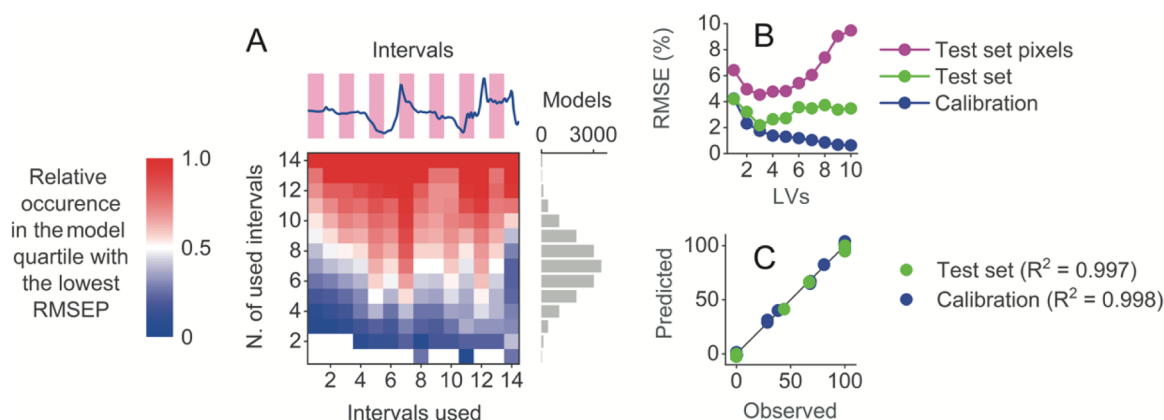 A
Intervals
Models
0 3000
Relative
occurence
in the model
quartile with
the lowest
RMSEP
1.0
0.5
0
N. of used intervals
14
12
10
8
6
4
2
2 4 6 8 10 12 14
Intervals used
B
RMSE (%)
10
8
6
4
2
0
2 4 6 8 10
LVs
Test set pixels
Test set
Calibration
C
Predicted
100
50
0
0 50 100
Observed
Test set (R² = 0.997)
Calibration (R² = 0.998)